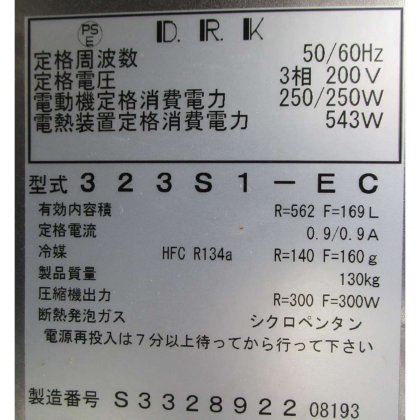 PS
E
D.R.K
定格周波数 50/60Hz
定格電圧 3相 200V
電動機定格消費電力 250/250W
電熱装置定格消費電力 543W
型式 323S1-EC
有効内容積 R=562 F=169L
定格電流 0.9/0.9A
冷媒 HFC R134a R=140 F=160g
製品質量 130kg
圧縮機出力 R=300 F=300W
断熱発泡ガス シクロペンタン
電源再投入は7分以上待ってから行って下さい
製造番号 S3328922 08193